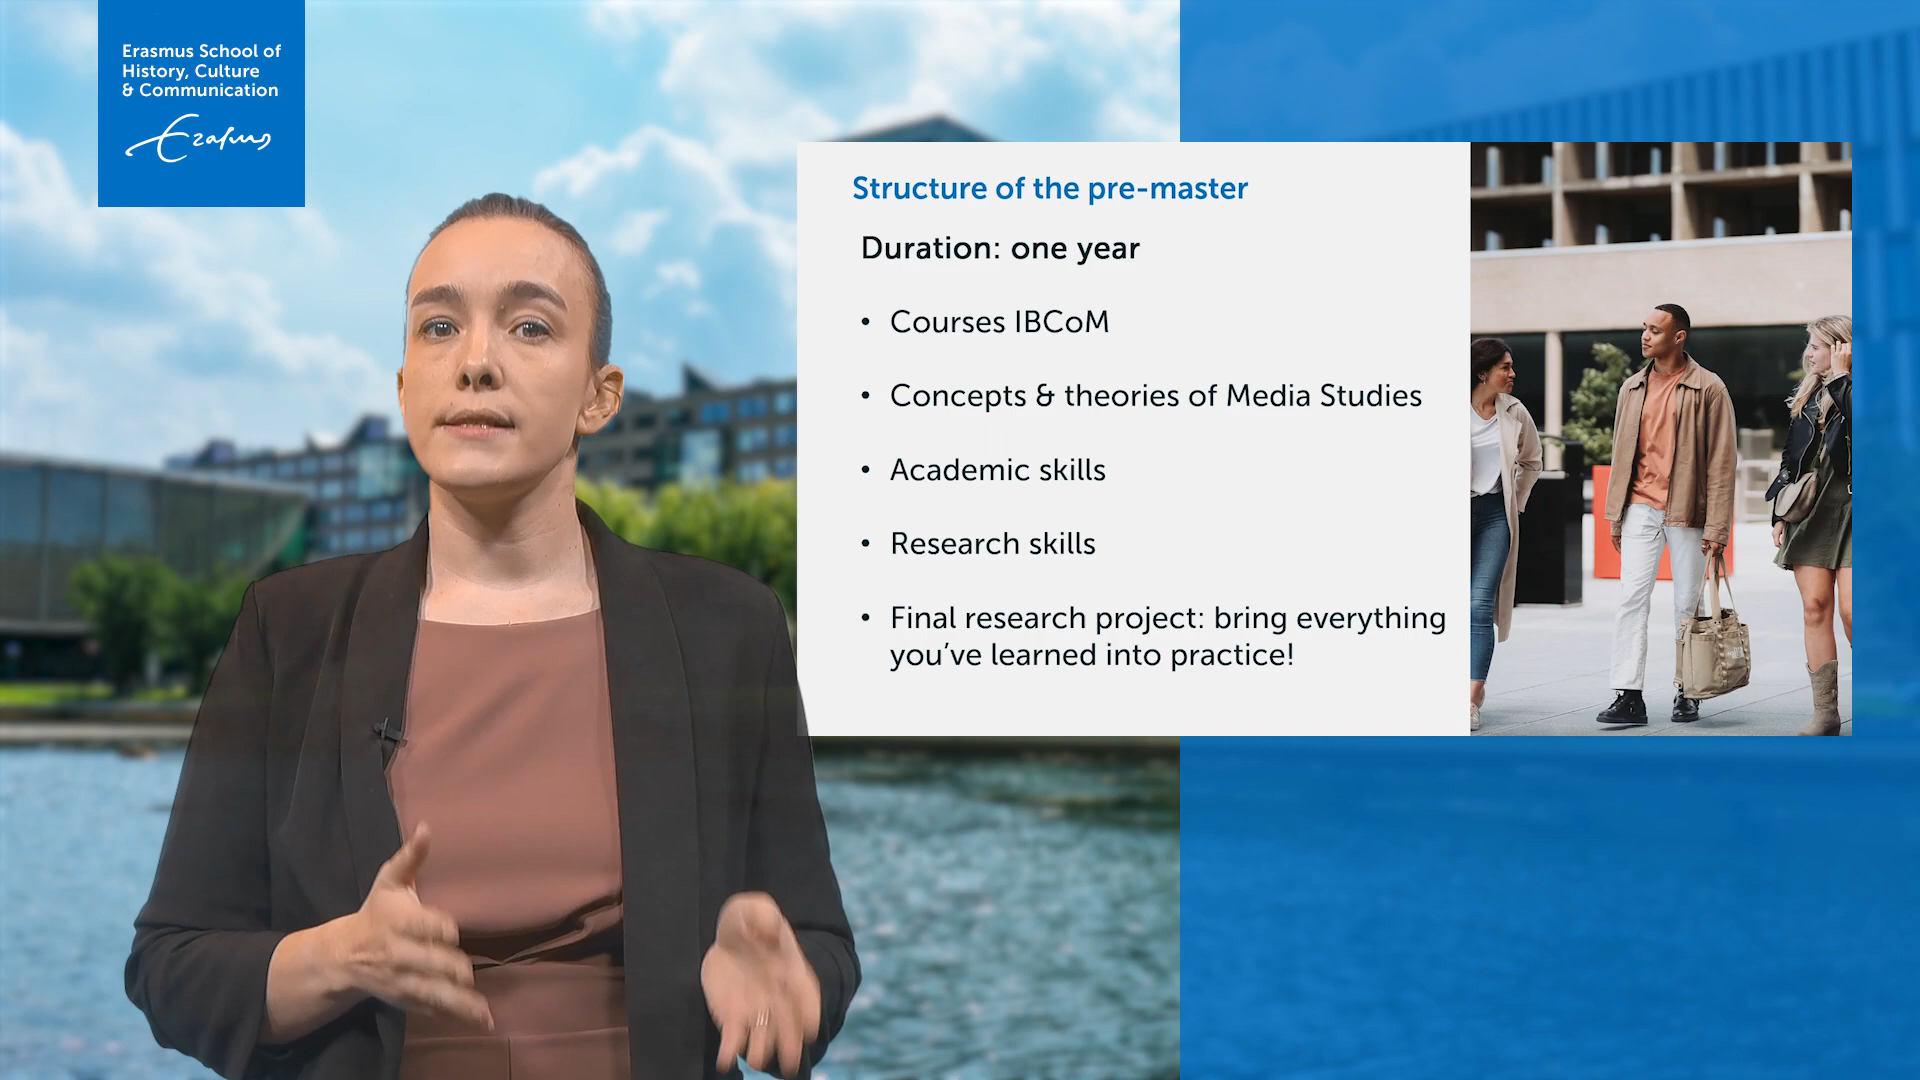 Erasmus School of
History, Culture
& Communication
Erasmus
Structure of the pre-master
Duration: one year
• Courses IBCoM
• Concepts & theories of Media Studies
• Academic skills
• Research skills
• Final research project: bring everything
you’ve learned into practice!